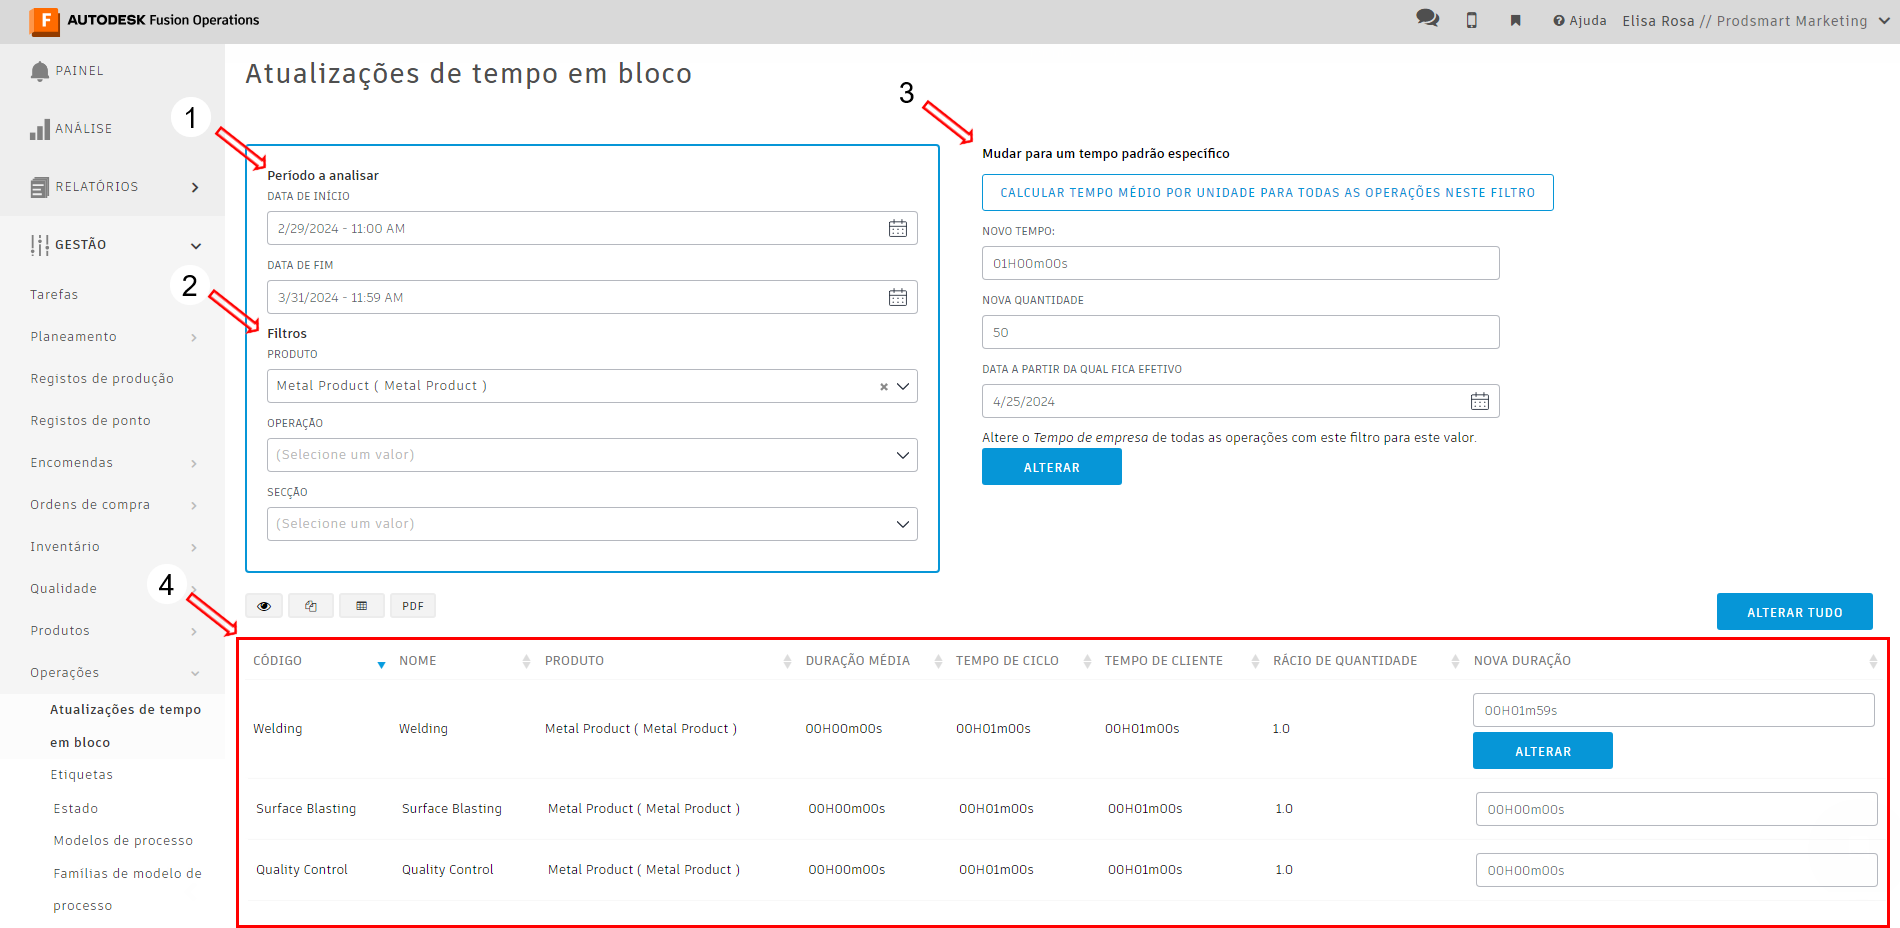 F AUTODESK Fusion Operations
Ajuda
Elisa Rosa // Prodsmart Marketing
PAINEL
ANÁLISE
RELATÓRIOS
GESTÃO
Tarefas
Planeamento
Registos de produção
Registos de ponto
Encomendas
Ordens de compra
Inventário
Qualidade
Produtos
Operações
Atualizações de tempo
em bloco
Etiquetas
Estado
Modelos de processo
Famílias de modelo de
processo
Atualizações de tempo em bloco
1
Período a analisar
DATA DE INÍCIO
2/29/2024 - 11:00 AM
DATA DE FIM
3/31/2024 - 11:59 AM
2
Filtros
PRODUTO
Metal Product ( Metal Product )
OPERAÇÃO
(Selecione um valor)
SECÇÃO
(Selecione um valor)
3
Mudar para um tempo padrão específico
CALCULAR TEMPO MÉDIO POR UNIDADE PARA TODAS AS OPERAÇÕES NESTE FILTRO
NOVO TEMPO:
01H00m00s
NOVA QUANTIDADE
50
DATA A PARTIR DA QUAL FICA EFETIVO
4/25/2024
Altere o Tempo de empresa de todas as operações com este filtro para este valor.
ALTERAR
4
PDF
ALTERAR TUDO
CÓDIGO NOME PRODUTO DURAÇÃO MÉDIA TEMPO DE CICLO TEMPO DE CLIENTE RÁCIO DE QUANTIDADE NOVA DURAÇÃO
Welding Welding Metal Product ( Metal Product ) 00H00m00s 00H01m00s 00H01m00s 1.0 00H01m59s
ALTERAR
Surface Blasting Surface Blasting Metal Product ( Metal Product ) 00H00m00s 00H01m00s 00H01m00s 1.0 00H00m00s
Quality Control Quality Control Metal Product ( Metal Product ) 00H00m00s 00H01m00s 00H01m00s 1.0 00H00m00s